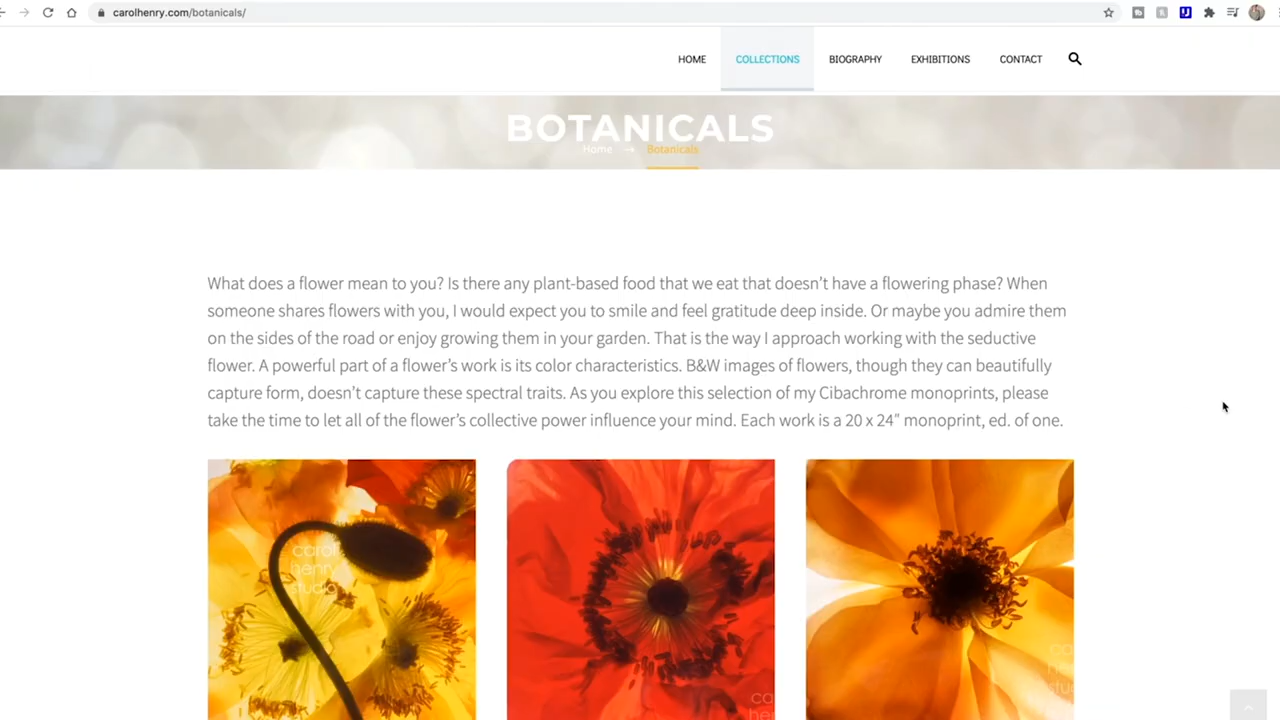 carolhenry.com/botanicals/
HOME COLLECTIONS BIOGRAPHY EXHIBITIONS CONTACT
BOTANICALS
Home → Botanicals
What does a flower mean to you? Is there any plant-based food that we eat that doesn’t have a flowering phase? When
someone shares flowers with you, I would expect you to smile and feel gratitude deep inside. Or maybe you admire them
on the sides of the road or enjoy growing them in your garden. That is the way I approach working with the seductive
flower. A powerful part of a flower’s work is its color characteristics. B&W images of flowers, though they can beautifully
capture form, doesn’t capture these spectral traits. As you explore this selection of my Cibachrome monoprints, please
take the time to let all of the flower’s collective power influence your mind. Each work is a 20 x 24″ monoprint, ed. of one.
carol
henry
studio